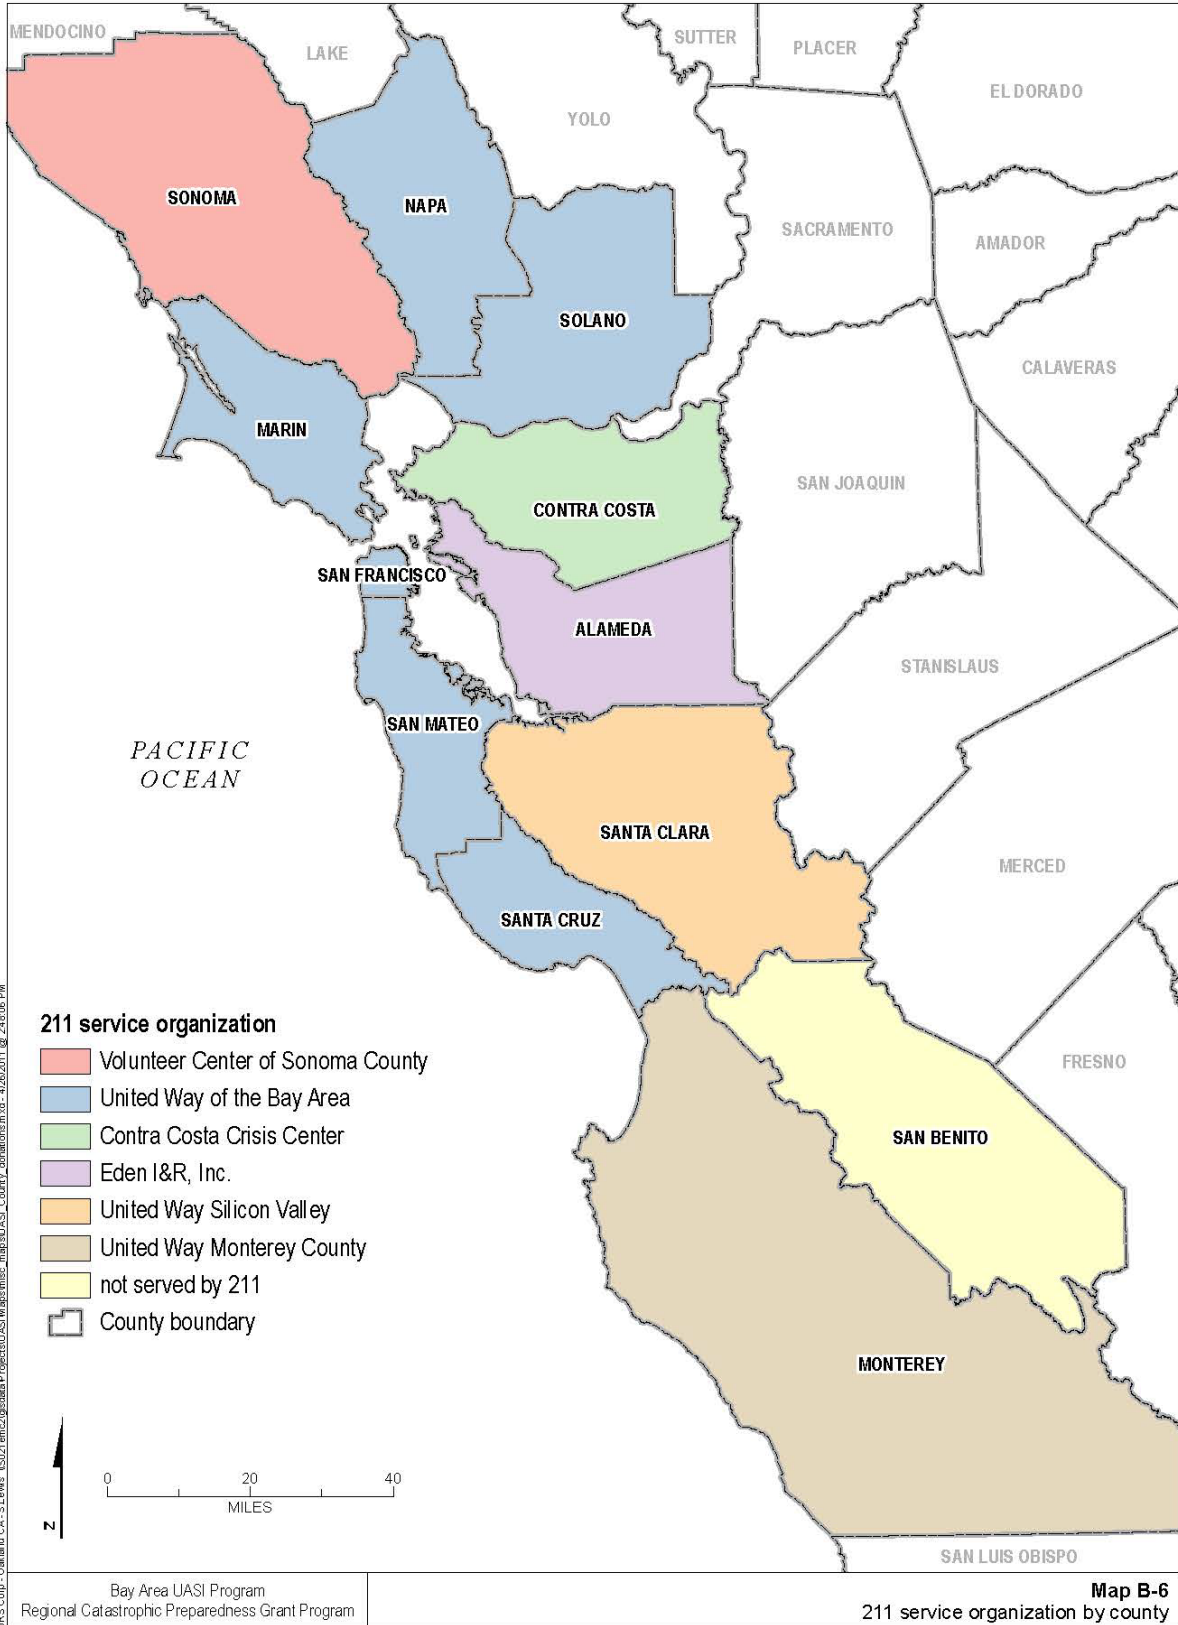 MENDOCINO
LAKE
SUTTER
PLACER
EL DORADO
YOLO
SONOMA
NAPA
SACRAMENTO
AMADOR
SOLANO
CALAVERAS
MARIN
SAN JOAQUIN
CONTRA COSTA
SAN FRANCISCO
ALAMEDA
STANISLAUS
SAN MATEO
PACIFIC
OCEAN
SANTA CLARA
MERCED
SANTA CRUZ
211 service organization
Volunteer Center of Sonoma County
United Way of the Bay Area
Contra Costa Crisis Center
Eden I&R, Inc.
United Way Silicon Valley
United Way Monterey County
not served by 211
County boundary
FRESNO
SAN BENITO
MONTEREY
0 20 40
MILES
N
SAN LUIS OBISPO
Bay Area UASI Program
Regional Catastrophic Preparedness Grant Program
Map B-6
211 service organization by county